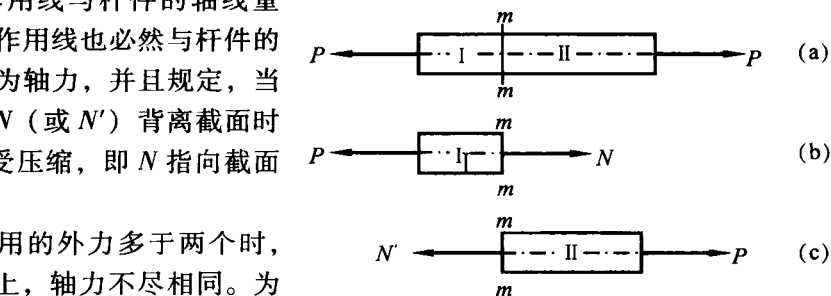 作用线与杆件的轴线重
作用线也必然与杆件的
为轴力，并且规定，当
N（或 N′）背离截面时
受压缩，即 N 指向截面
用的外力多于两个时，
上，轴力不尽相同。为
m
P I II P (a)
m
m
P I N (b)
m
m
N′ II P (c)
m